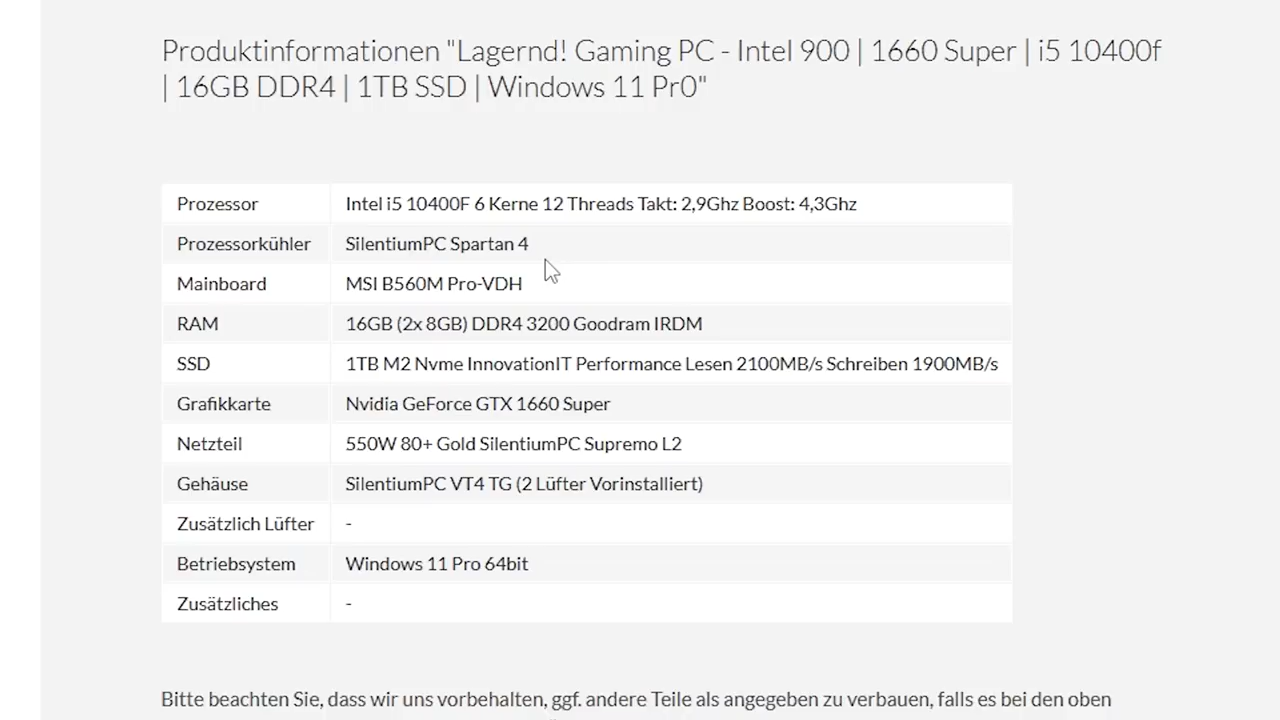 Produktinformationen "Lagernd! Gaming PC - Intel 900 | 1660 Super | i5 10400f
| 16GB DDR4 | 1TB SSD | Windows 11 Pr0"
Prozessor Intel i5 10400F 6 Kerne 12 Threads Takt: 2,9Ghz Boost: 4,3Ghz
Prozessorkühler SilentiumPC Spartan 4
Mainboard MSI B560M Pro-VDH
RAM 16GB (2x 8GB) DDR4 3200 Goodram IRDM
SSD 1TB M2 Nvme InnovationIT Performance Lesen 2100MB/s Schreiben 1900MB/s
Grafikkarte Nvidia GeForce GTX 1660 Super
Netzteil 550W 80+ Gold SilentiumPC Supremo L2
Gehäuse SilentiumPC VT4 TG (2 Lüfter Vorinstalliert)
Zusätzlich Lüfter -
Betriebsystem Windows 11 Pro 64bit
Zusätzliches -
Bitte beachten Sie, dass wir uns vorbehalten, ggf. andere Teile als angegeben zu verbauen, falls es bei den oben